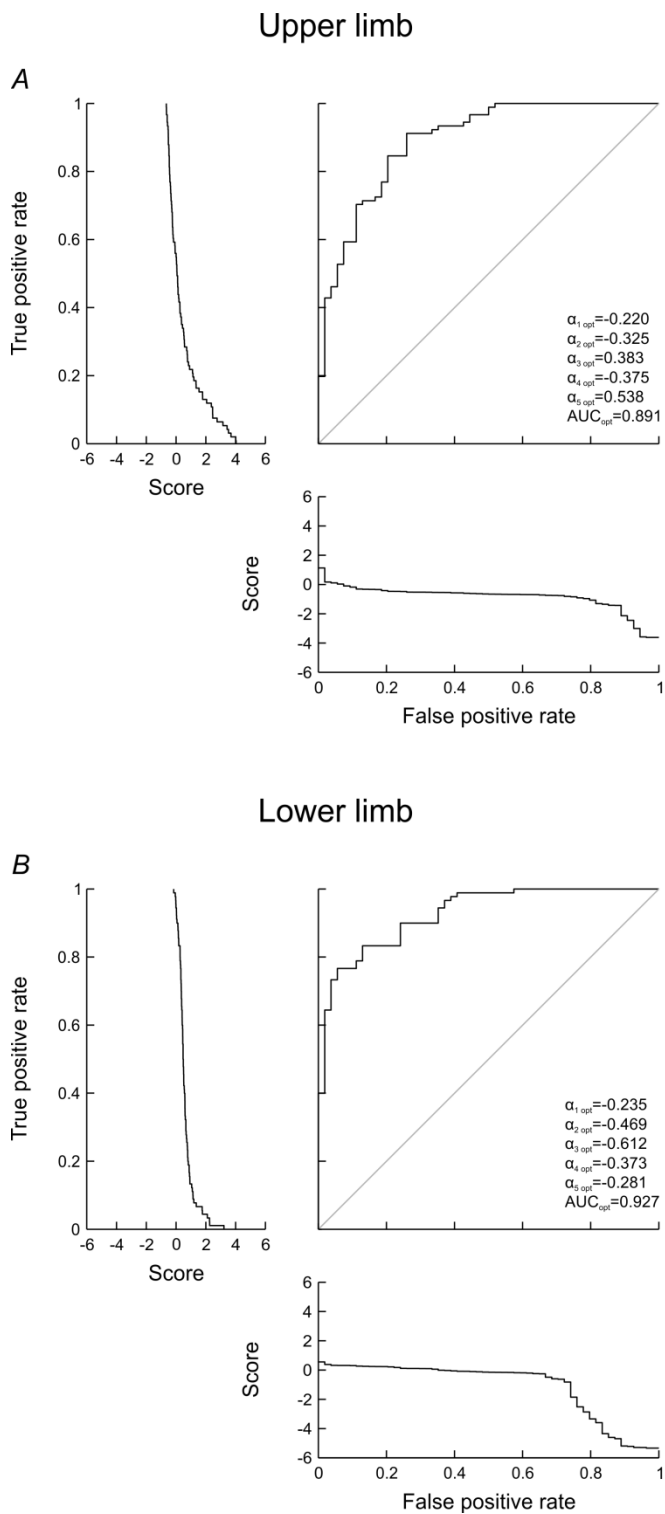 Upper limb
A
1
0.8
0.6
0.4
0.2
0
True positive rate
-6 -4 -2 0 2 4 6
Score
α1 opt=-0.220
α2 opt=-0.325
α3 opt=0.383
α4 opt=-0.375
α5 opt=0.538
AUCopt=0.891
6
4
2
0
-2
-4
-6
Score
0 0.2 0.4 0.6 0.8 1
False positive rate
Lower limb
B
1
0.8
0.6
0.4
0.2
0
True positive rate
-6 -4 -2 0 2 4 6
Score
α1 opt=-0.235
α2 opt=-0.469
α3 opt=-0.612
α4 opt=-0.373
α5 opt=-0.281
AUCopt=0.927
6
4
2
0
-2
-4
-6
Score
0 0.2 0.4 0.6 0.8 1
False positive rate